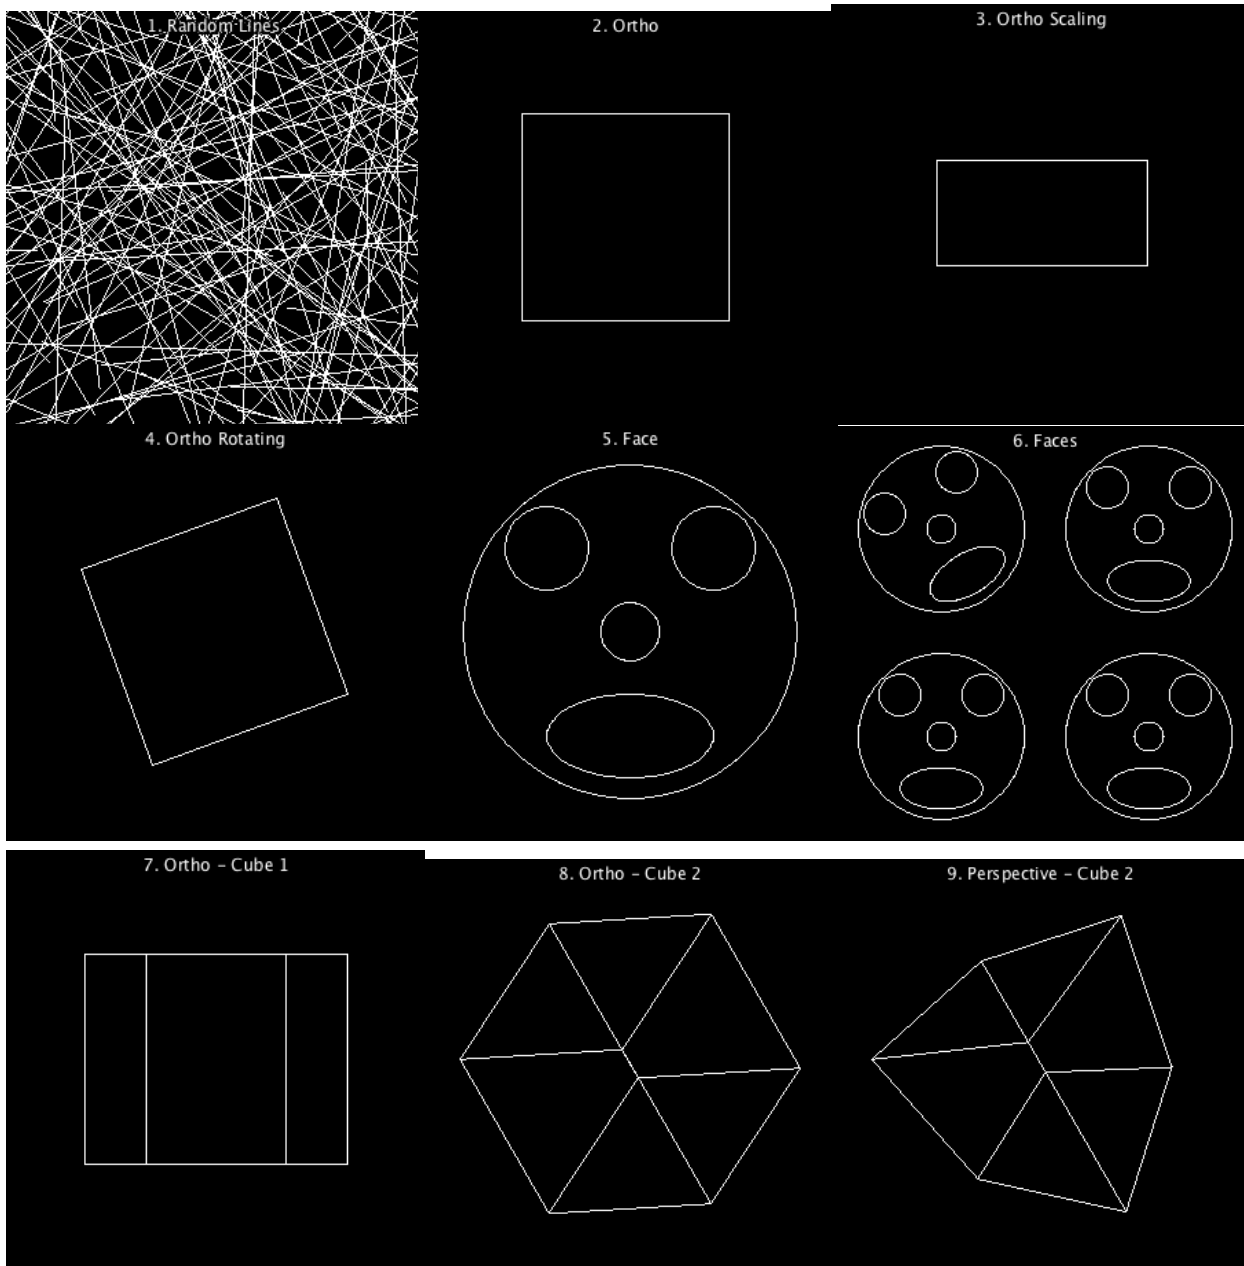 1. Random Lines
2. Ortho
3. Ortho Scaling
4. Ortho Rotating
5. Face
6. Faces
7. Ortho – Cube 1
8. Ortho – Cube 2
9. Perspective – Cube 2